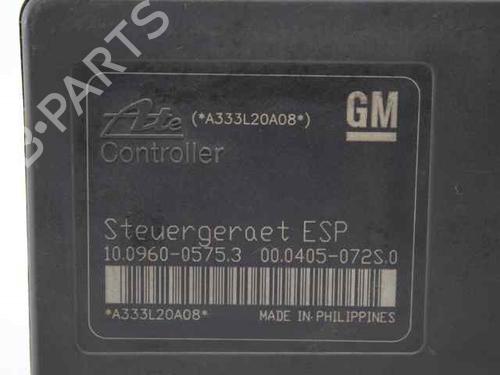 B-PARTS
Ate (*A333L20A08*) GM
Controller
Steuergeraet ESP
10.0960-0575.3 00.0405-072S.0
*A333L20A08* MADE IN PHILIPPINES